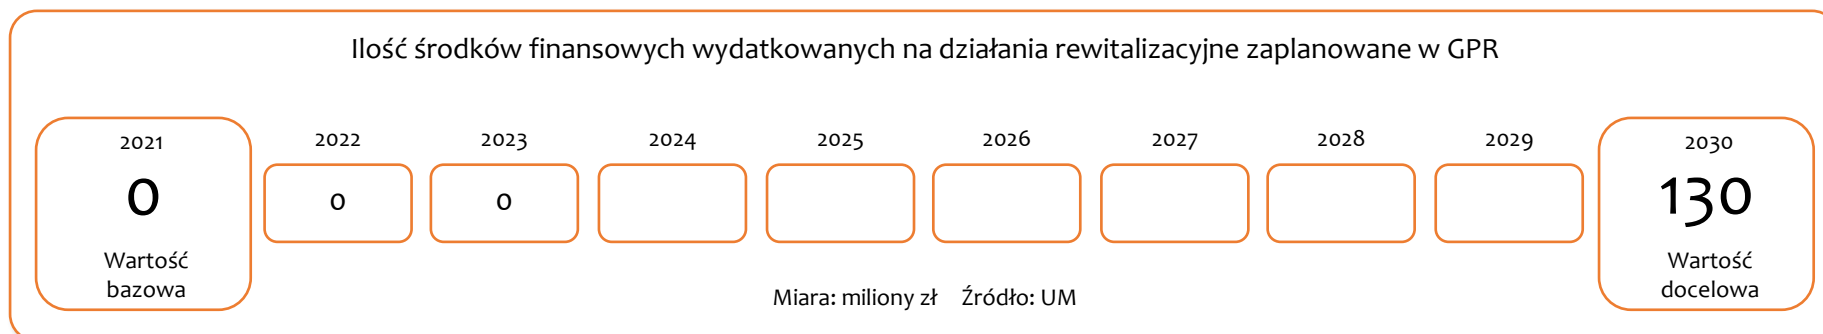 Ilość środków finansowych wydatkowanych na działania rewitalizacyjne zaplanowane w GPR
2021 2022 2023 2024 2025 2026 2027 2028 2029 2030
0 0 0 130
Wartość bazowa
Wartość docelowa
Miara: miliony zł Źródło: UM